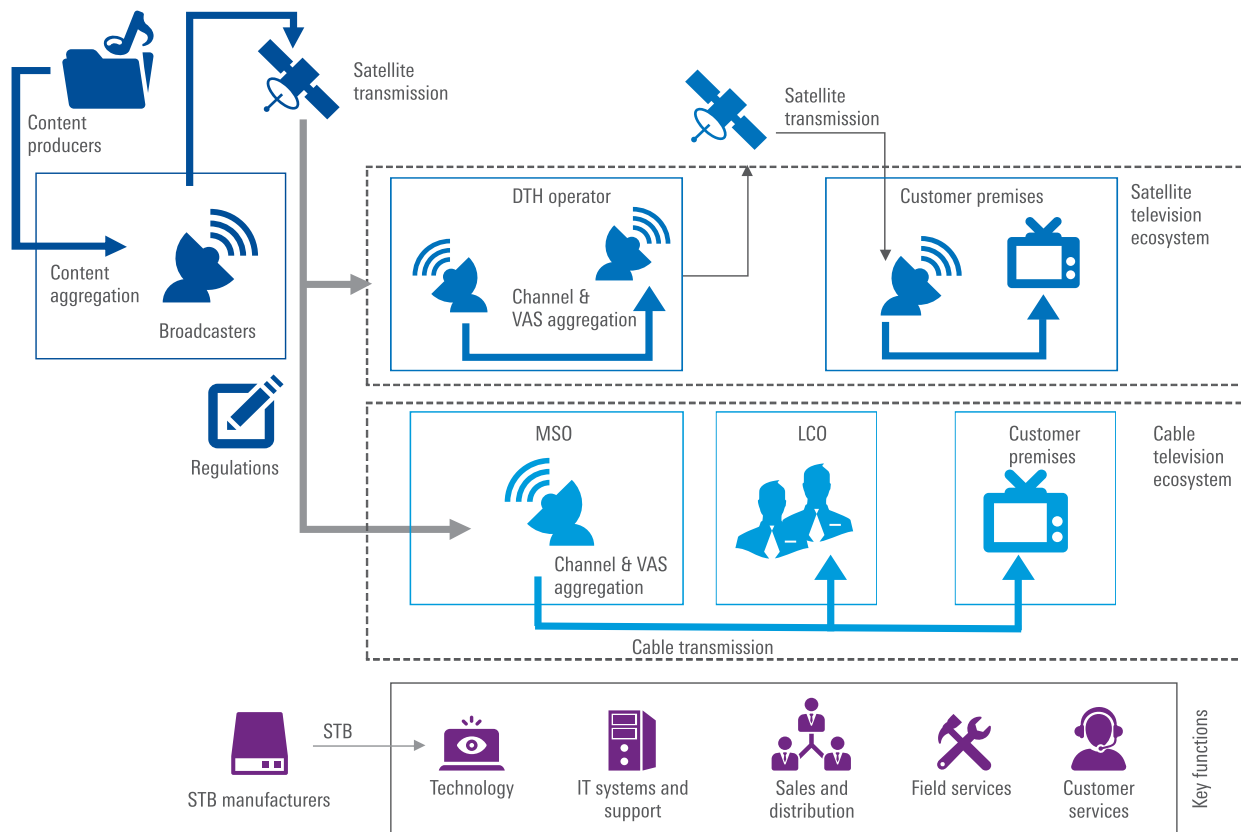 Content
producers
Satellite
transmission
Satellite
transmission
Content
aggregation
Broadcasters
DTH operator
Channel &
VAS aggregation
Customer premises
Satellite
television
ecosystem
Regulations
MSO
Channel & VAS
aggregation
LCO
Customer
premises
Cable
television
ecosystem
Cable transmission
STB manufacturers
STB
Technology
IT systems and
support
Sales and
distribution
Field services
Customer
services
Key functions